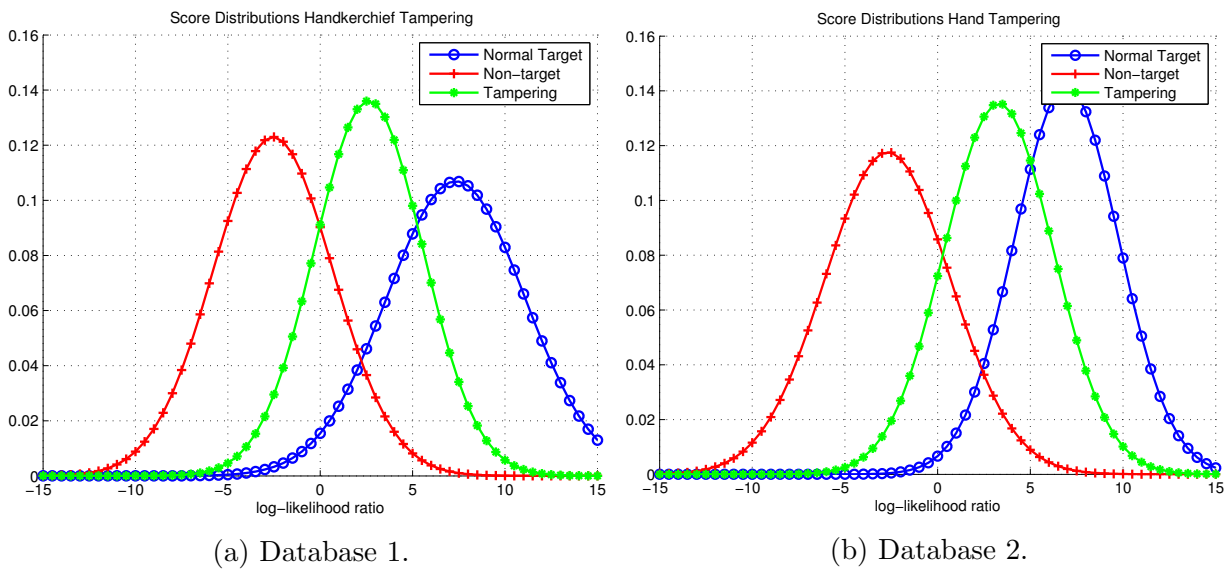 Score Distributions Handkerchief Tampering
0.16
0.14
0.12
0.1
0.08
0.06
0.04
0.02
0
−15
−10
−5
0
5
10
15
log−likelihood ratio
Normal Target
Non−target
Tampering
(a) Database 1.
Score Distributions Hand Tampering
0.16
0.14
0.12
0.1
0.08
0.06
0.04
0.02
0
−15
−10
−5
0
5
10
15
log−likelihood ratio
Normal Target
Non−target
Tampering
(b) Database 2.